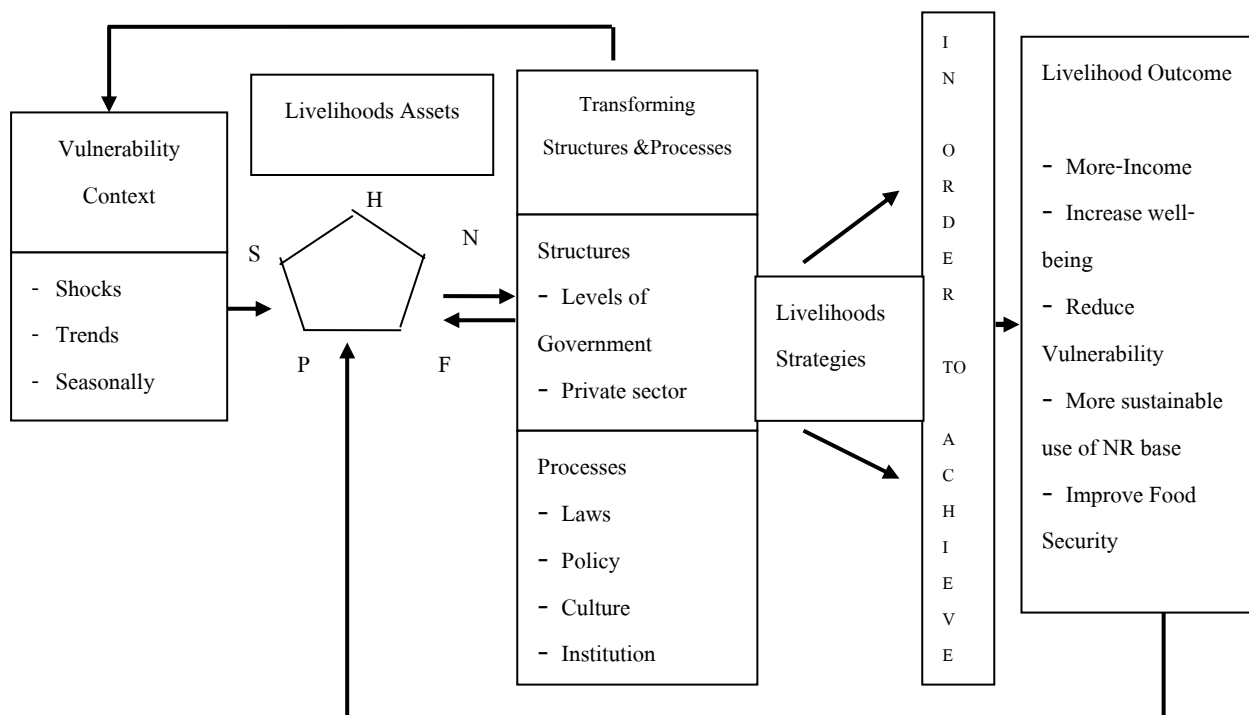 Vulnerability
Context
- Shocks
- Trends
- Seasonally
Livelihoods Assets
H
S
N
P
F
Transforming
Structures &Processes
Structures
- Levels of
Government
- Private sector
Processes
- Laws
- Policy
- Culture
- Institution
Livelihoods
Strategies
I
N
O
R
D
E
R
TO
A
C
H
I
E
V
E
Livelihood Outcome
- More-Income
- Increase well-
being
- Reduce
Vulnerability
- More sustainable
use of NR base
- Improve Food
Security